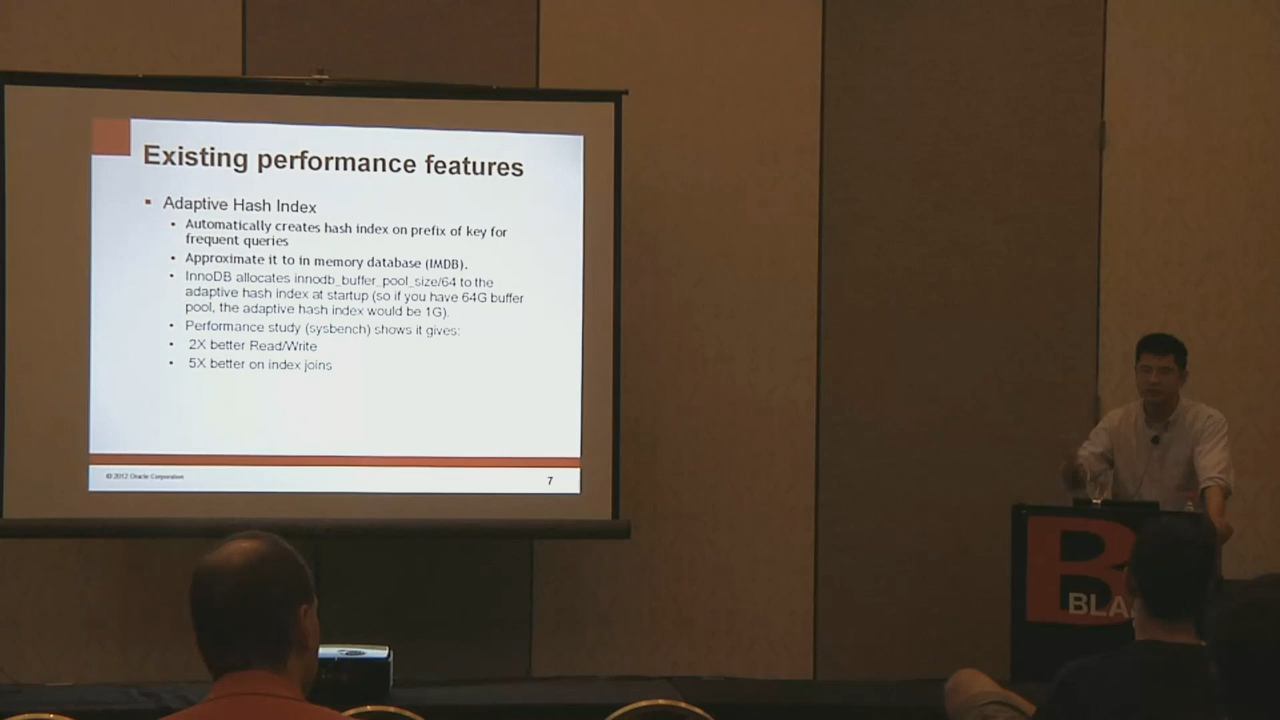 Existing performance features
▪ Adaptive Hash Index
• Automatically creates hash index on prefix of key for
frequent queries
• Approximate it to in memory database (IMDB).
• InnoDB allocates innodb_buffer_pool_size/64 to the
adaptive hash index at startup (so if you have 64G buffer
pool, the adaptive hash index would be 1G).
• Performance study (sysbench) shows it gives:
• 2X better Read/Write
• 5X better on index joins
© 2012 Oracle Corporation
7
B
BLA